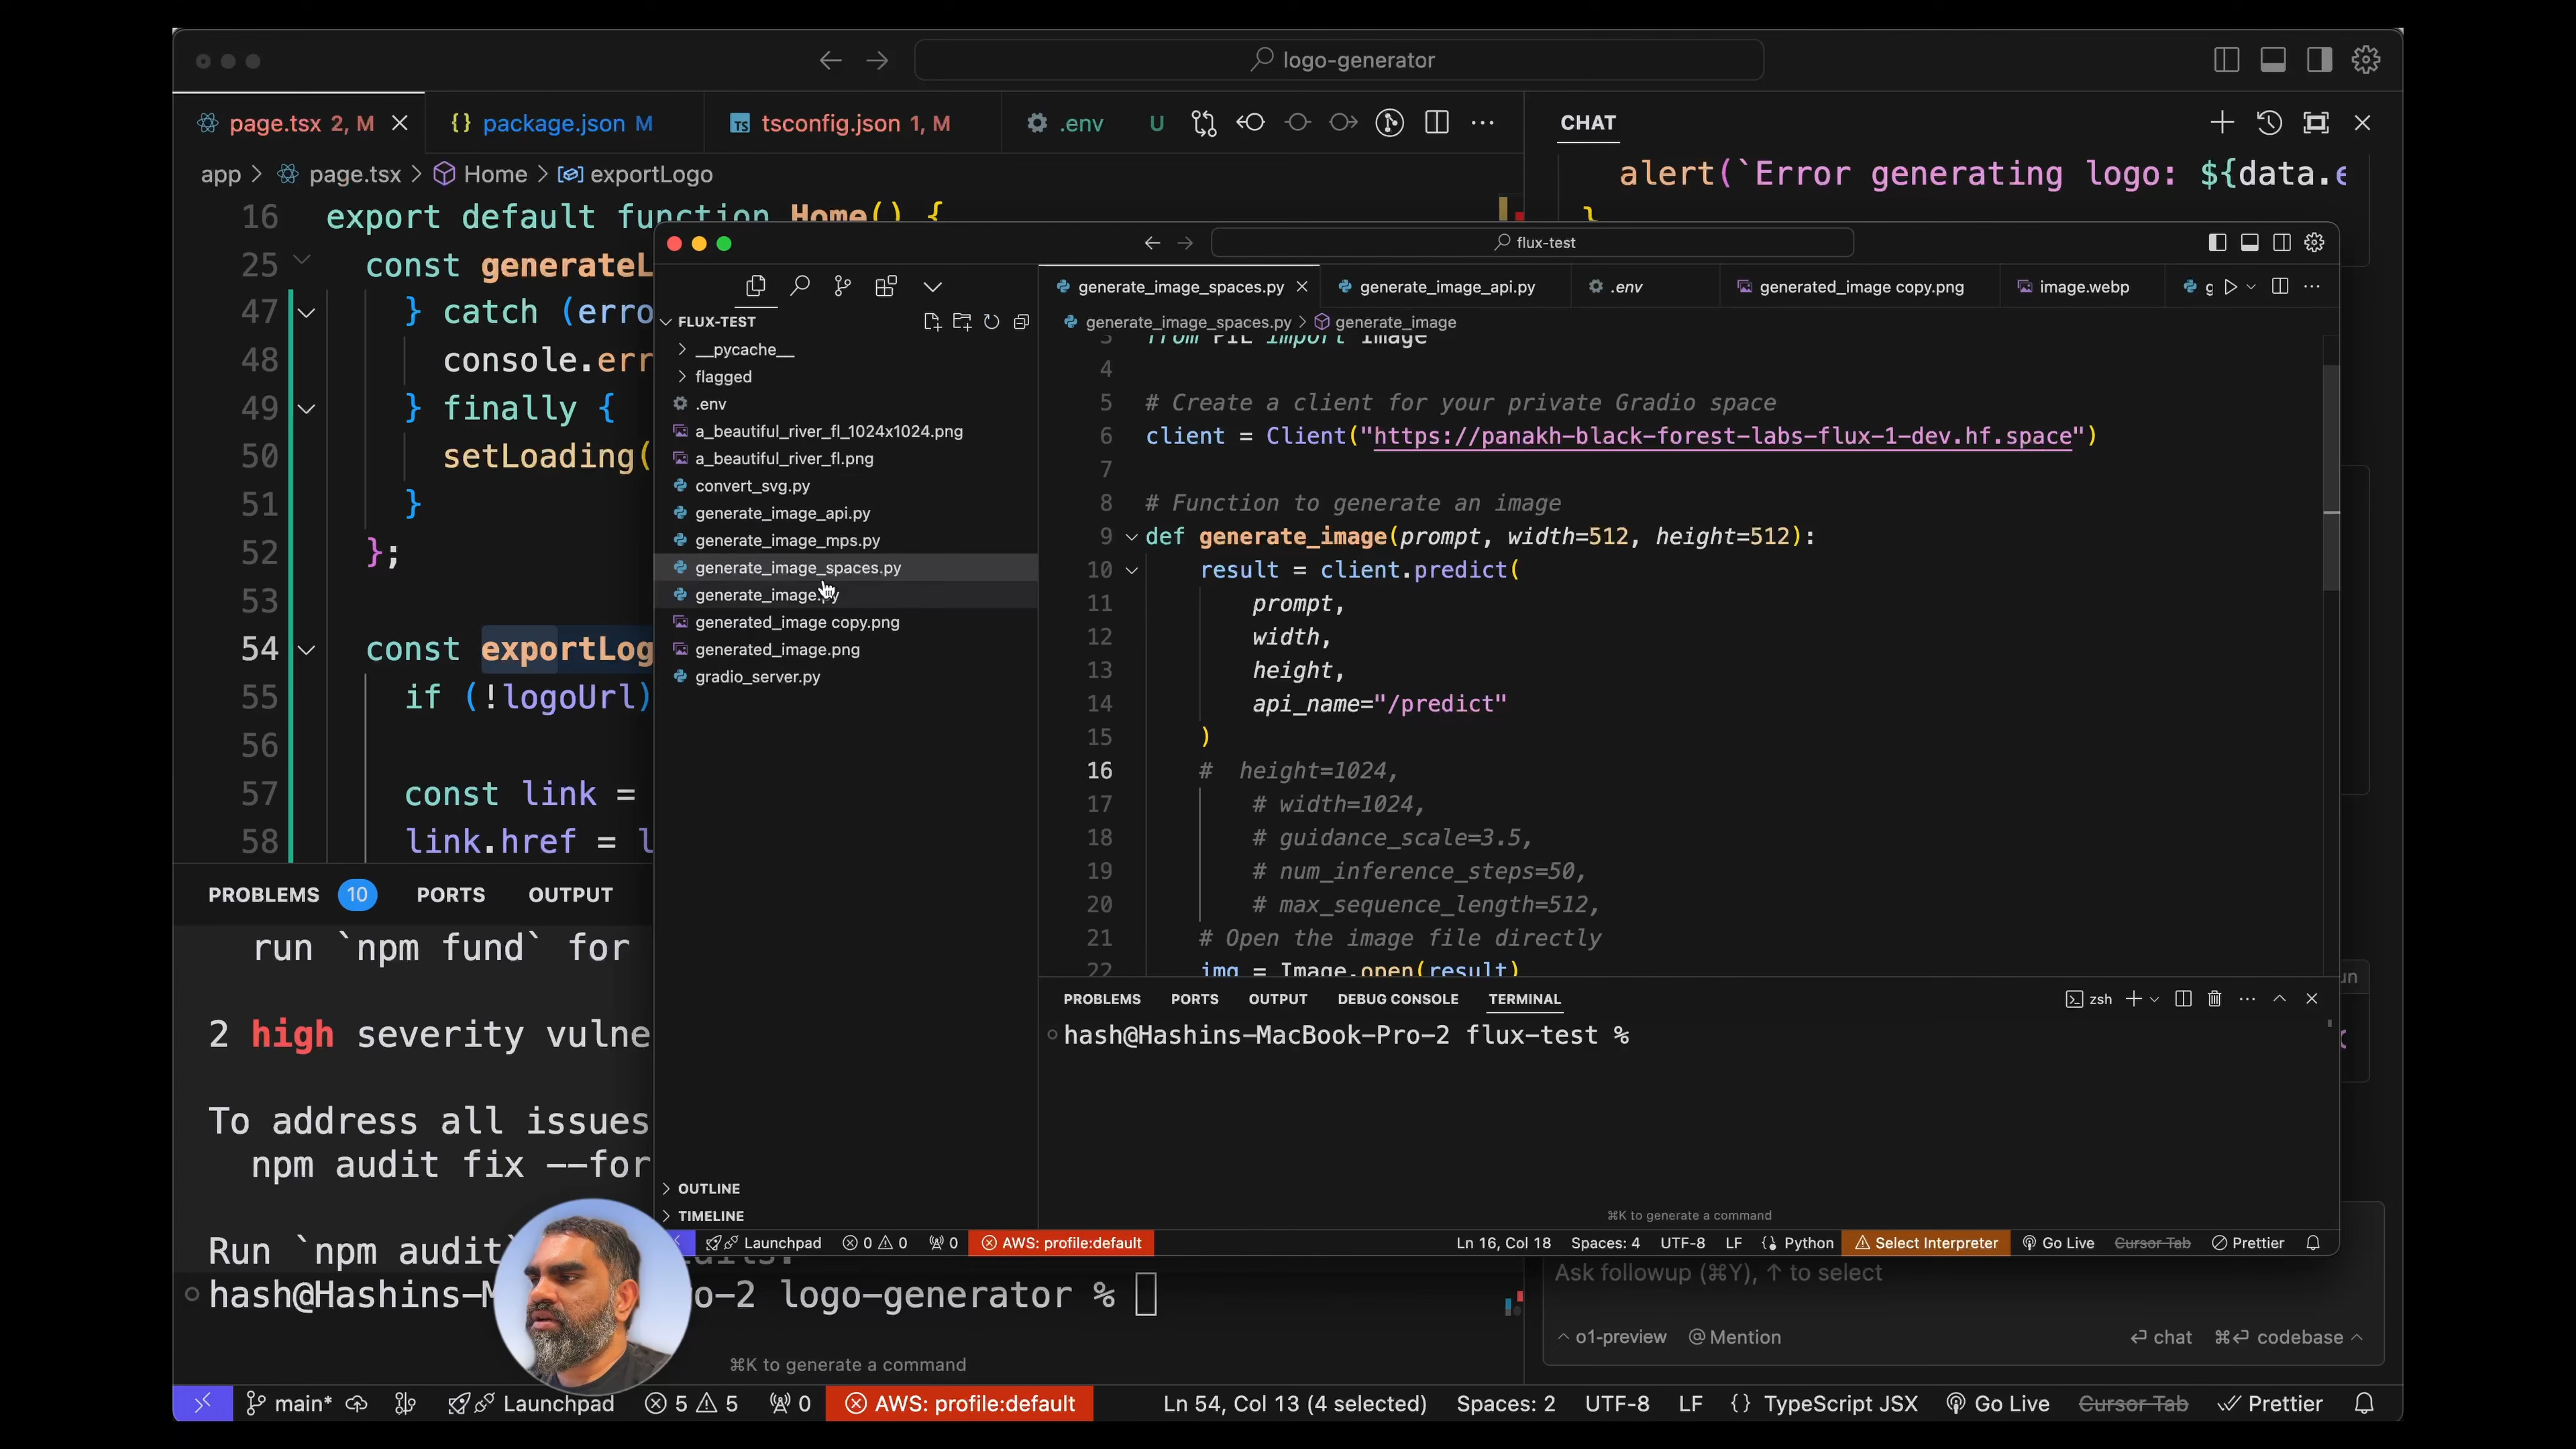 logo-generator
page.tsx 2, M
package.json M
tsconfig.json 1, M
.env U
CHAT
app > page.tsx > Home > exportLogo
16 export default function Home() {
25 const generateL
47 } catch (erro
48 console.err
49 } finally {
50 setLoading(
51 }
52 };
53
54 const exportLog
55 if (!logoUrl)
56
57 const link =
58 link.href = l
alert(`Error generating logo: ${data.e
}
PROBLEMS 10 PORTS OUTPUT
run `npm fund` for
2 high severity vulne
To address all issues
npm audit fix --for
Run `npm audit`
hash@Hashins-M o-2 logo-generator %
⌘K to generate a command
flux-test
FLUX-TEST
__pycache__
flagged
.env
a_beautiful_river_fl_1024x1024.png
a_beautiful_river_fl.png
convert_svg.py
generate_image_api.py
generate_image_mps.py
generate_image_spaces.py
generate_image.py
generated_image copy.png
generated_image.png
gradio_server.py
OUTLINE
TIMELINE
generate_image_spaces.py
generate_image_api.py
.env
generated_image copy.png
image.webp
g
generate_image_spaces.py > generate_image
3 from PIL import Image
4
5 # Create a client for your private Gradio space
6 client = Client("https://panakh-black-forest-labs-flux-1-dev.hf.space")
7
8 # Function to generate an image
9 def generate_image(prompt, width=512, height=512):
10 result = client.predict(
11 prompt,
12 width,
13 height,
14 api_name="/predict"
15 )
16 # height=1024,
17 # width=1024,
18 # guidance_scale=3.5,
19 # num_inference_steps=50,
20 # max_sequence_length=512,
21 # Open the image file directly
22 img = Image.open(result)
PROBLEMS PORTS OUTPUT DEBUG CONSOLE TERMINAL zsh
hash@Hashins-MacBook-Pro-2 flux-test %
⌘K to generate a command
Launchpad 0 0 0 AWS: profile:default Ln 16, Col 18 Spaces: 4 UTF-8 LF Python Select Interpreter Go Live Cursor Tab Prettier
Ask followup (⌘Y), ↑ to select
o1-preview @ Mention chat ⌘ codebase
main* Launchpad 5 5 0 AWS: profile:default Ln 54, Col 13 (4 selected) Spaces: 2 UTF-8 LF {} TypeScript JSX Go Live Cursor Tab Prettier